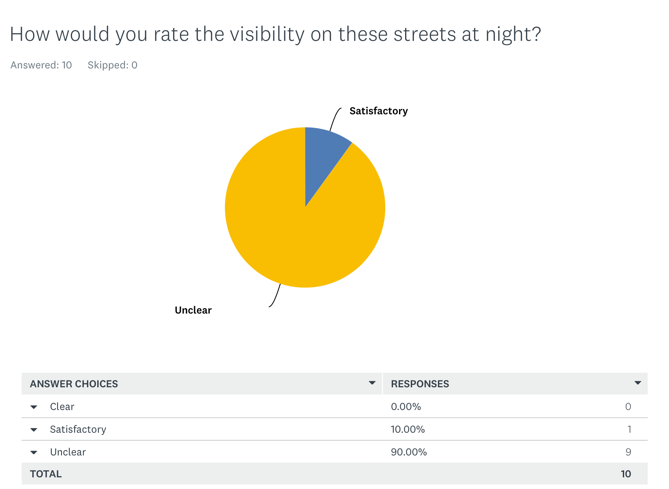 How would you rate the visibility on these streets at night?
Answered: 10 Skipped: 0
Satisfactory
Unclear
ANSWER CHOICES RESPONSES
Clear 0.00% 0
Satisfactory 10.00% 1
Unclear 90.00% 9
TOTAL 10